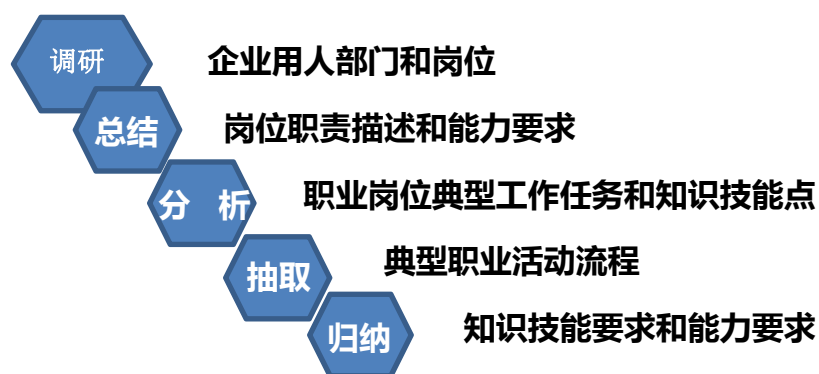 调研
企业用人部门和岗位
总结
岗位职责描述和能力要求
分 析
职业岗位典型工作任务和知识技能点
抽取
典型职业活动流程
归纳
知识技能要求和能力要求